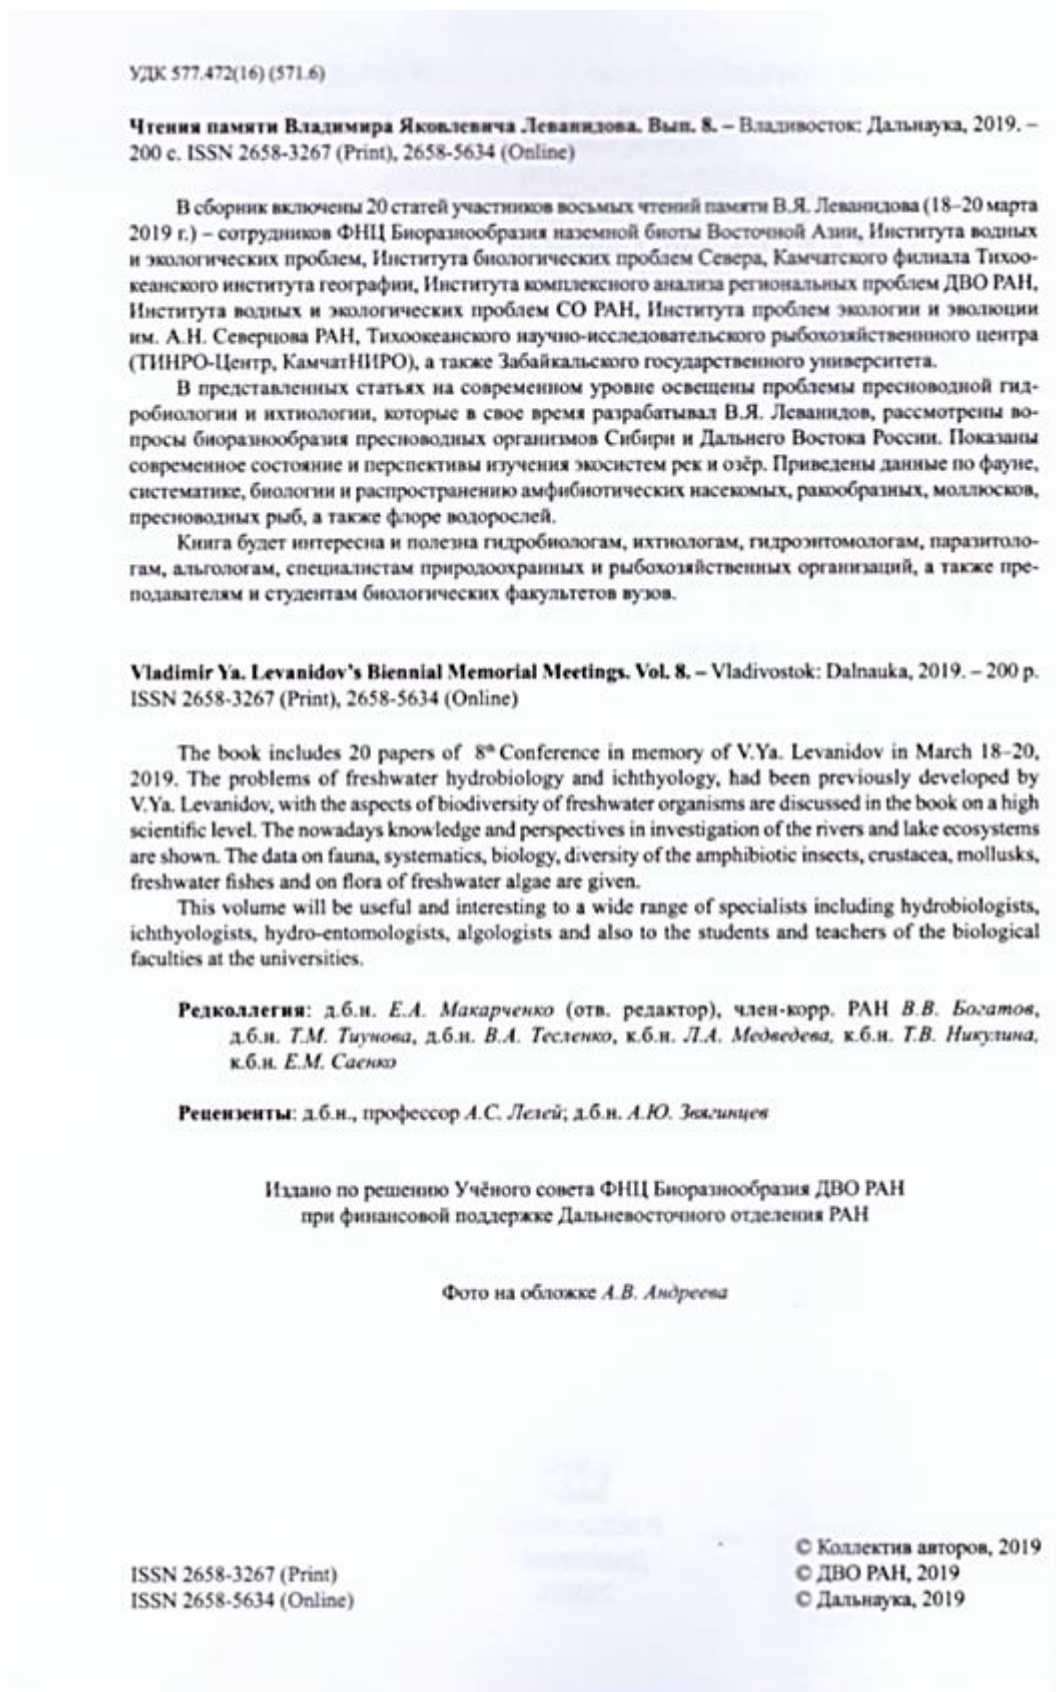 УДК 577.472(16) (571.6)
Чтения памяти Владимира Яковлевича Леванидова. Вып. 8. – Владивосток: Дальнаука, 2019. –
200 с. ISSN 2658-3267 (Print), 2658-5634 (Online)
В сборник включены 20 статей участников восьмых чтений памяти В.Я. Леванидова (18–20 марта
2019 г.) – сотрудников ФНЦ Биоразнообразия наземной биоты Восточной Азии, Института водных
и экологических проблем, Института биологических проблем Севера, Камчатского филиала Тихоо-
кеанского института географии, Института комплексного анализа региональных проблем ДВО РАН,
Института водных и экологических проблем СО РАН, Института проблем экологии и эволюции
им. А.Н. Северцова РАН, Тихоокеанского научно-исследовательского рыбохозяйственнного центра
(ТИНРО-Центр, КамчатНИРО), а также Забайкальского государственного университета.
В представленных статьях на современном уровне освещены проблемы пресноводной гид-
робиологии и ихтиологии, которые в свое время разрабатывал В.Я. Леванидов, рассмотрены во-
просы биоразнообразия пресноводных организмов Сибири и Дальнего Востока России. Показаны
современное состояние и перспективы изучения экосистем рек и озёр. Приведены данные по фауне,
систематике, биологии и распространению амфибиотических насекомых, ракообразных, моллюсков,
пресноводных рыб, а также флоре водорослей.
Книга будет интересна и полезна гидробиологам, ихтиологам, гидроэнтомологам, паразитоло-
гам, альгологам, специалистам природоохранных и рыбохозяйственных организаций, а также пре-
подавателям и студентам биологических факультетов вузов.
Vladimir Ya. Levanidov's Biennial Memorial Meetings. Vol. 8. – Vladivostok: Dalnauka, 2019. – 200 p.
ISSN 2658-3267 (Print), 2658-5634 (Online)
The book includes 20 papers of 8th Conference in memory of V.Ya. Levanidov in March 18–20,
2019. The problems of freshwater hydrobiology and ichthyology, had been previously developed by
V.Ya. Levanidov, with the aspects of biodiversity of freshwater organisms are discussed in the book on a high
scientific level. The nowadays knowledge and perspectives in investigation of the rivers and lake ecosystems
are shown. The data on fauna, systematics, biology, diversity of the amphibiotic insects, crustacea, mollusks,
freshwater fishes and on flora of freshwater algae are given.
This volume will be useful and interesting to a wide range of specialists including hydrobiologists,
ichthyologists, hydro-entomologists, algologists and also to the students and teachers of the biological
faculties at the universities.
Редколлегия: д.б.н. Е.А. Макарченко (отв. редактор), член-корр. РАН В.В. Богатов,
д.б.н. Т.М. Тиунова, д.б.н. В.А. Тесленко, к.б.н. Л.А. Медведева, к.б.н. Т.В. Никулина,
к.б.н. Е.М. Саенко
Рецензенты: д.б.н., профессор А.С. Лелей; д.б.н. А.Ю. Звягинцев
Издано по решению Учёного совета ФНЦ Биоразнообразия ДВО РАН
при финансовой поддержке Дальневосточного отделения РАН
Фото на обложке А.В. Андреева
© Коллектив авторов, 2019
ISSN 2658-3267 (Print) © ДВО РАН, 2019
ISSN 2658-5634 (Online) © Дальнаука, 2019